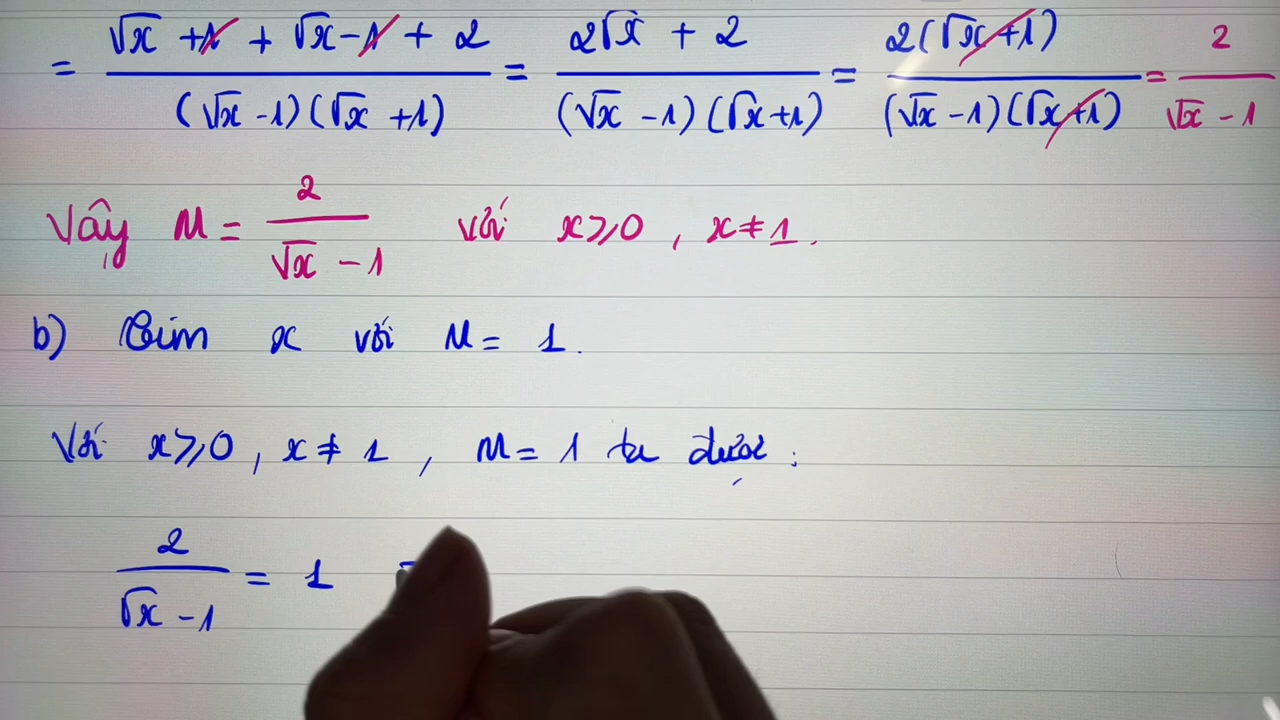 = (√x + 1 + √x - 1 + 2) / ((√x - 1)(√x + 1)) = (2√x + 2) / ((√x - 1)(√x + 1)) = 2(√x + 1) / ((√x - 1)(√x + 1)) = 2 / (√x - 1)
Vậy M = 2 / (√x - 1) với x ≥ 0, x ≠ 1.
b) Tìm x với M = 1.
Với x ≥ 0, x ≠ 1, M = 1 ta được:
2 / (√x - 1) = 1